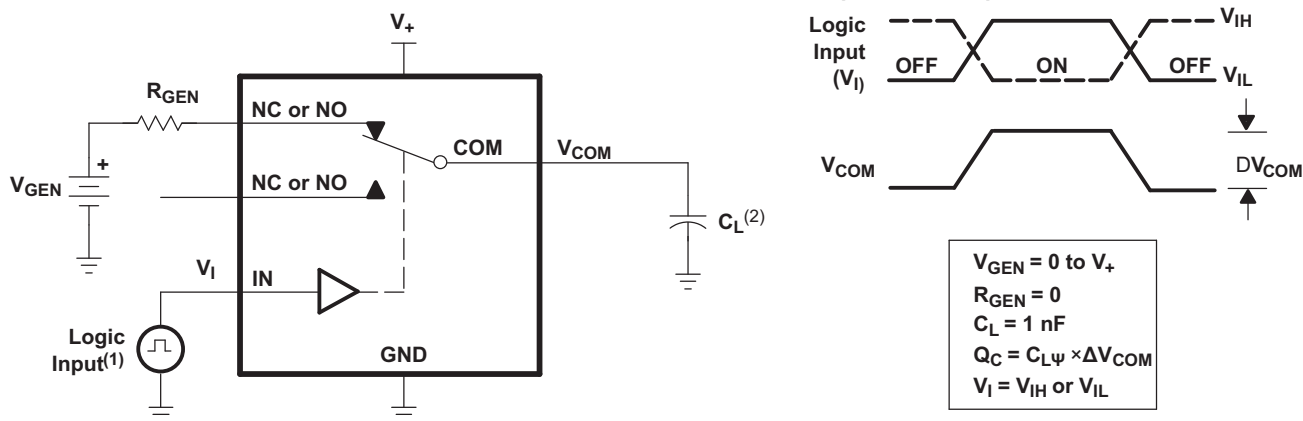 V+
RGEN
NC or NO
COM
VCOM
VGEN
+
NC or NO
CL(2)
VI
IN
Logic
Input(1)
GND
Logic
Input
(VI)
OFF
ON
OFF
VIH
VIL
VCOM
DVCOM
VGEN = 0 to V+
RGEN = 0
CL = 1 nF
QC = CLΨ ×ΔVCOM
VI = VIH or VIL